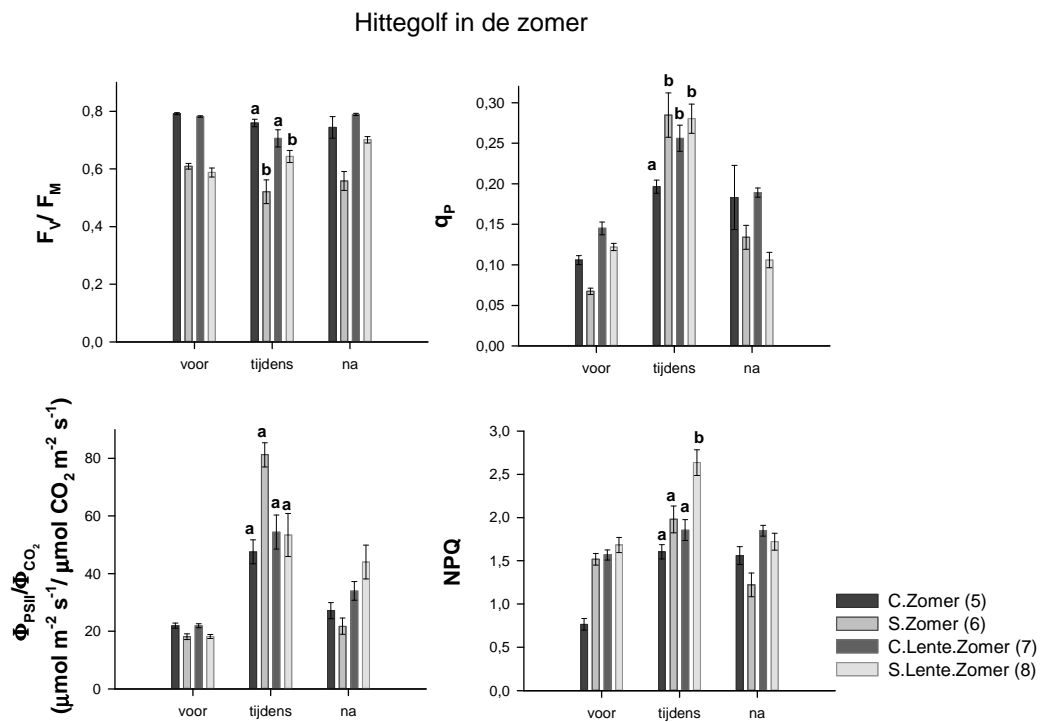 Hittegolf in de zomer
F_V/ F_M
0,8
0,6
0,4
0,2
0,0
a
b
a
b
voor
tijdens
na
q_P
0,30
0,25
0,20
0,15
0,10
0,05
0,00
a
b
b
b
voor
tijdens
na
Φ_PSII/Φ_CO₂
(µmol m⁻² s⁻¹/ µmol CO₂ m⁻² s⁻¹)
80
60
40
20
0
a
a
a
a
voor
tijdens
na
NPQ
3,0
2,5
2,0
1,5
1,0
0,5
0,0
a
a
a
b
voor
tijdens
na
C.Zomer (5)
S.Zomer (6)
C.Lente.Zomer (7)
S.Lente.Zomer (8)